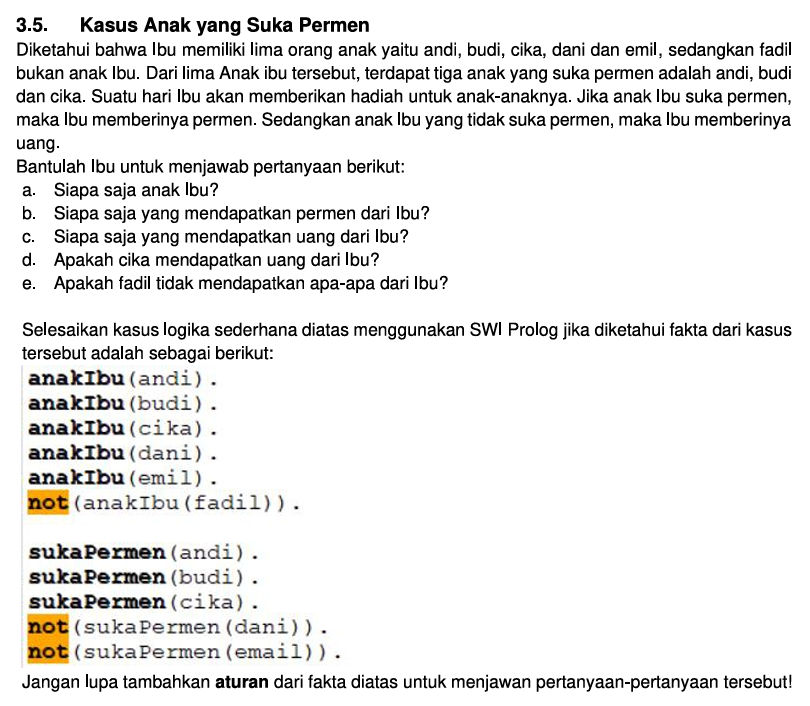 3.5. Kasus Anak yang Suka Permen
Diketahui bahwa Ibu memiliki lima orang anak yaitu andi, budi, cika, dani dan emil, sedangkan fadil
bukan anak Ibu. Dari lima Anak ibu tersebut, terdapat tiga anak yang suka permen adalah andi, budi
dan cika. Suatu hari Ibu akan memberikan hadiah untuk anak-anaknya. Jika anak Ibu suka permen,
maka Ibu memberinya permen. Sedangkan anak Ibu yang tidak suka permen, maka Ibu memberinya
uang.
Bantulah Ibu untuk menjawab pertanyaan berikut:
a. Siapa saja anak Ibu?
b. Siapa saja yang mendapatkan permen dari Ibu?
c. Siapa saja yang mendapatkan uang dari Ibu?
d. Apakah cika mendapatkan uang dari Ibu?
e. Apakah fadil tidak mendapatkan apa-apa dari Ibu?
Selesaikan kasus logika sederhana diatas menggunakan SWI Prolog jika diketahui fakta dari kasus
tersebut adalah sebagai berikut:
anakIbu(andi).
anakIbu(budi).
anakIbu(cika).
anakIbu(dani).
anakIbu(emil).
not(anakIbu(fadil)).
sukaPermen(andi).
sukaPermen(budi).
sukaPermen(cika).
not(sukaPermen(dani)).
not(sukaPermen(email)).
Jangan lupa tambahkan aturan dari fakta diatas untuk menjawan pertanyaan-pertanyaan tersebut!